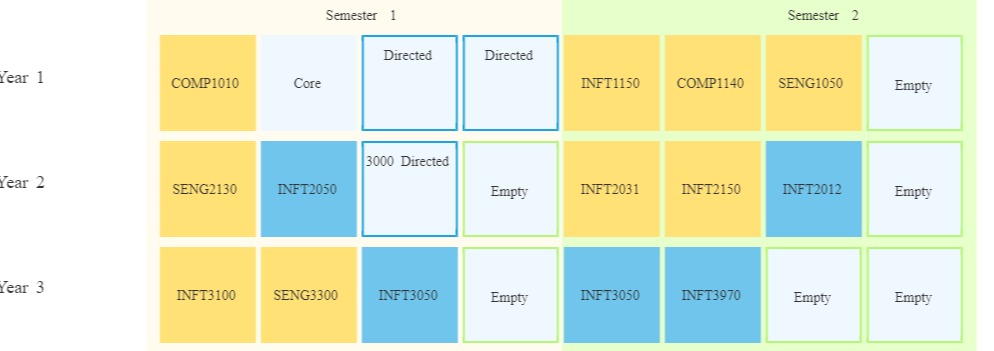 Semester 1 Semester 2
Year 1 COMP1010 Core Directed Directed INFT1150 COMP1140 SENG1050 Empty
Year 2 SENG2130 INFT2050 3000 Directed Empty INFT2031 INFT2150 INFT2012 Empty
Year 3 INFT3100 SENG3300 INFT3050 Empty INFT3050 INFT3970 Empty Empty